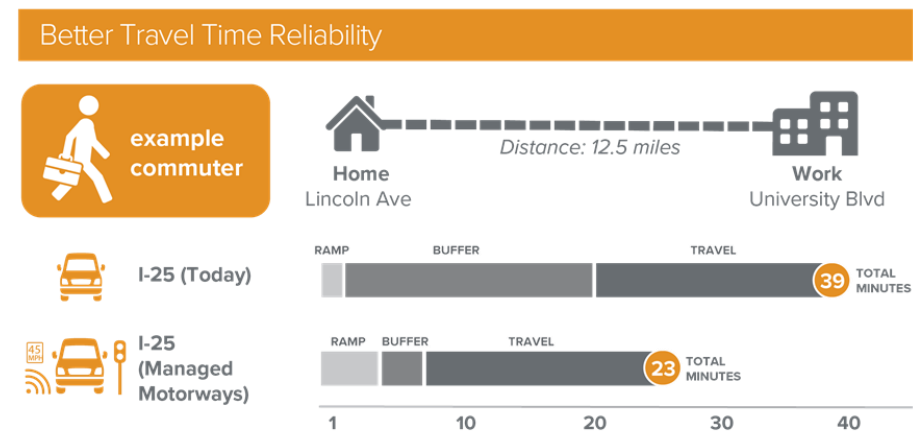 Better Travel Time Reliability
example
commuter
Distance: 12.5 miles
Home
Lincoln Ave
Work
University Blvd
RAMP BUFFER TRAVEL
I-25 (Today)
39 TOTAL
MINUTES
RAMP BUFFER TRAVEL
45
MPH
I-25
(Managed
Motorways)
23 TOTAL
MINUTES
1 10 20 30 40